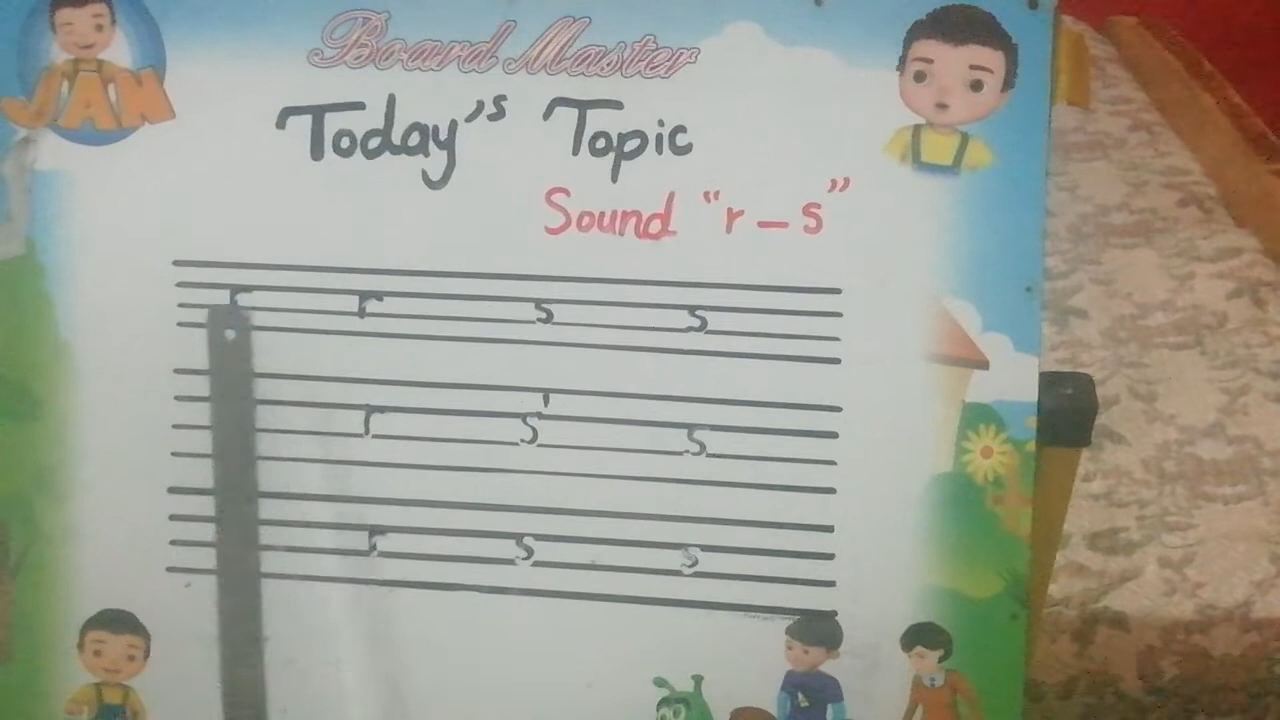 JAN
Board Master
Today's Topic
Sound "r – s"
r r s s
r s s
r s s